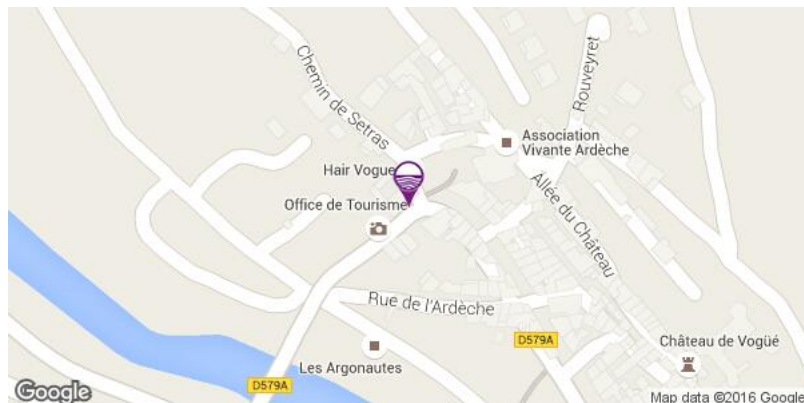 Rouveyret
Chemin de Setras
Association
Vivante Ardèche
Hair Vogue
Allée du Château
Office de Tourisme
Rue de l'Ardèche
D579A
Château de Vogüé
Les Argonautes
D579A
Google
Map data ©2016 Google